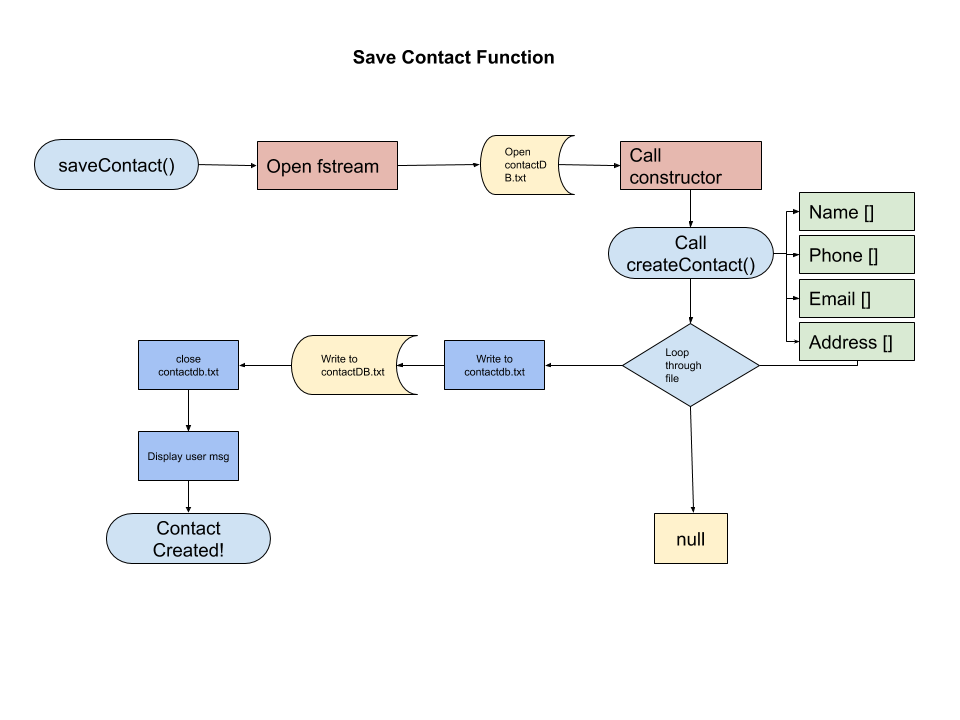 Save Contact Function
saveContact()
Open fstream
Open
contactD
B.txt
Call
constructor
Call
createContact()
Name []
Phone []
Email []
Address []
Loop
through
file
Write to
contactdb.txt
Write to
contactDB.txt
close
contactdb.txt
Display user msg
Contact
Created!
null